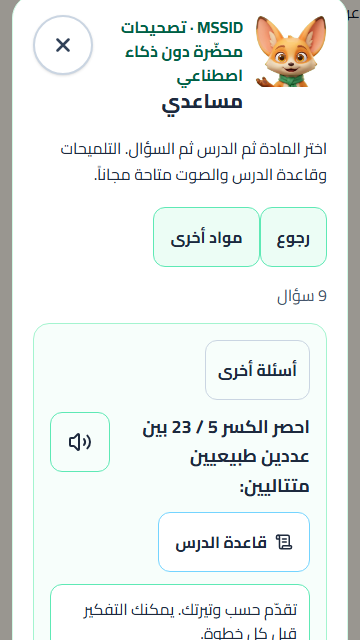 MSSID · تصحيحات
محضّرة دون ذكاء
اصطناعي
مساعدي
اختر المادة ثم الدرس ثم السؤال. التلميحات
وقاعدة الدرس والصوت متاحة مجاناً.
رجوع
مواد أخرى
9 سؤال
أسئلة أخرى
احصر الكسر 5 / 23 بين
عددين طبيعيين
متتاليين:
قاعدة الدرس
تقدّم حسب وتيرتك. يمكنك التفكير
قبل كل خطوة.